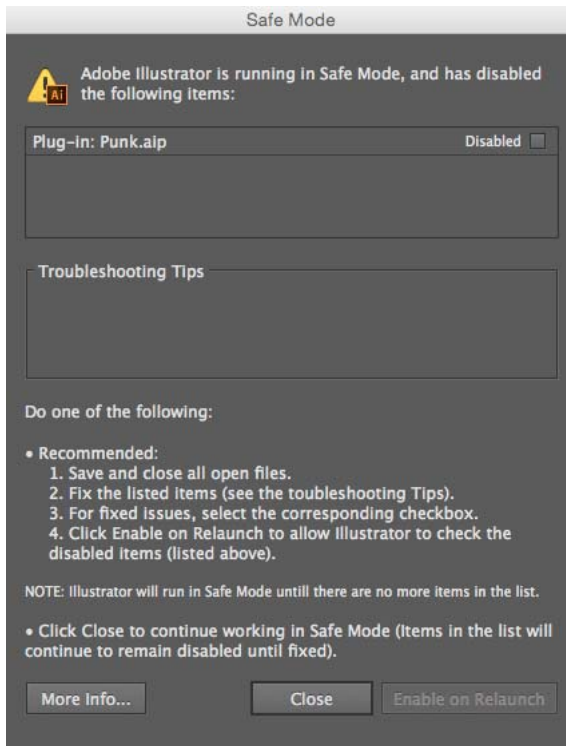 Safe Mode
Adobe Illustrator is running in Safe Mode, and has disabled
the following items:
Ai
Plug-in: Punk.aip Disabled
Troubleshooting Tips
Do one of the following:
• Recommended:
1. Save and close all open files.
2. Fix the listed items (see the toubleshooting Tips).
3. For fixed issues, select the corresponding checkbox.
4. Click Enable on Relaunch to allow Illustrator to check the
disabled items (listed above).
NOTE: Illustrator will run in Safe Mode untill there are no more items in the list.
• Click Close to continue working in Safe Mode (Items in the list will
continue to remain disabled until fixed).
More Info... Close Enable on Relaunch